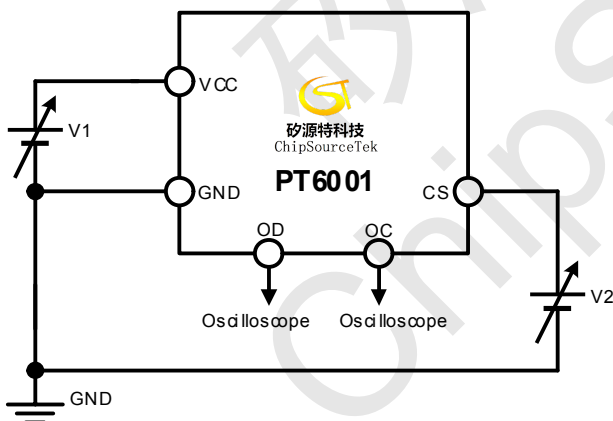 VCC
V1
矽源特科技
ChipSourceTek
PT6001
GND
CS
OD
OC
Oscilloscope
Oscilloscope
V2
GND